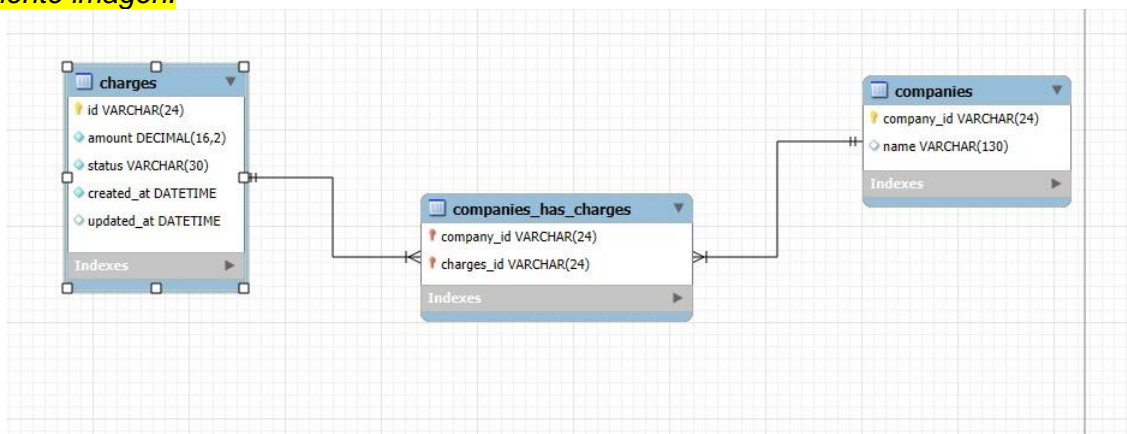 imagen.
charges
id VARCHAR(24)
amount DECIMAL(16,2)
status VARCHAR(30)
created_at DATETIME
updated_at DATETIME
Indexes
companies_has_charges
company_id VARCHAR(24)
charges_id VARCHAR(24)
Indexes
companies
company_id VARCHAR(24)
name VARCHAR(130)
Indexes